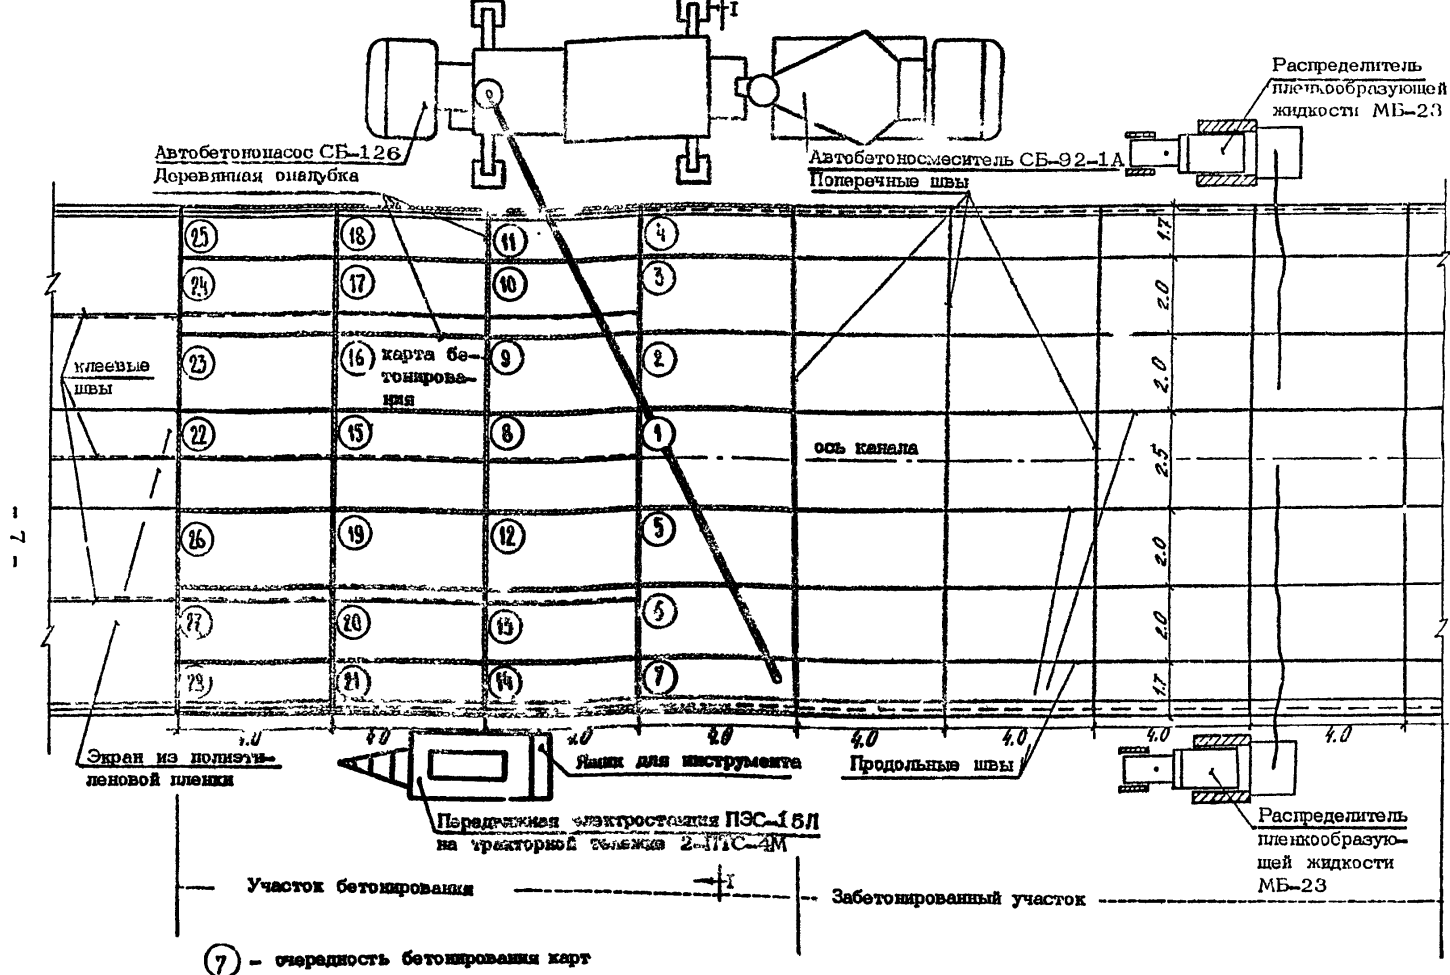 I
Распределитель
пленкообразующей
жидкости МБ-23
Автобетононасос СБ-126
Деревянная опалубка
Автобетоносмеситель СБ-92-1А
Поперечные швы
25
18
11
4
1.7
24
17
10
3
2.0
клеевые
швы
23
16
карта бе-
тонирова-
ния
9
2
2.0
22
15
8
1
ось канала
2.5
- 7 -
26
19
12
5
2.0
27
20
13
6
2.0
28
21
14
7
1.7
4.0
4.0
4.0
4.0
4.0
4.0
4.0
4.0
Экран из полиэти-
леновой пленки
Ящик для инструмента
Продольные швы
Передвижная электростанция ПЭС-15Л
на тракторной тележке 2-ПТС-4М
Распределитель
пленкообразую-
щей жидкости
МБ-23
Участок бетонирования
I
Забетонированный участок
7 - очередность бетонирования карт